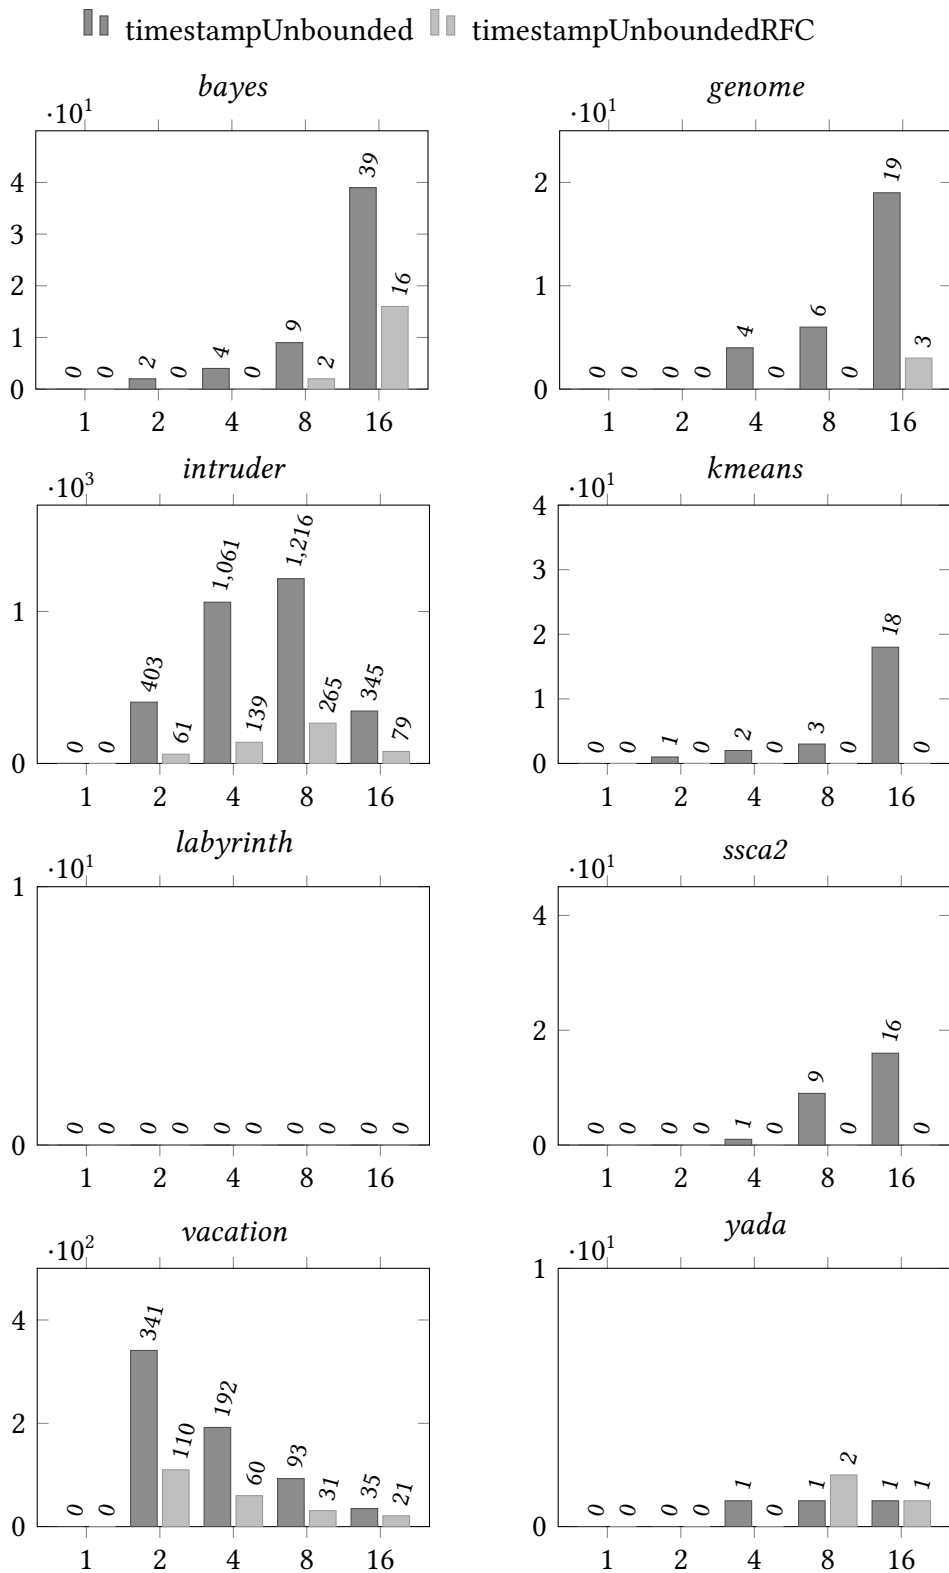 timestampUnbounded timestampUnboundedRFC
bayes
·10^1
4
3
2
1
0
0 0 2 0 4 0 9 2 39 16
1 2 4 8 16
genome
·10^1
2
1
0
0 0 0 0 4 0 6 0 19 3
1 2 4 8 16
intruder
·10^3
1
0
0 0 403 61 1,061 139 1,216 265 345 79
1 2 4 8 16
kmeans
·10^1
4
3
2
1
0
0 0 1 0 2 0 3 0 18 0
1 2 4 8 16
labyrinth
·10^1
1
0
0 0 0 0 0 0 0 0 0 0
1 2 4 8 16
ssca2
·10^1
4
2
0
0 0 0 0 1 0 9 0 16 0
1 2 4 8 16
vacation
·10^2
4
2
0
0 0 341 110 192 60 93 31 35 21
1 2 4 8 16
yada
·10^1
1
0
0 0 0 0 1 0 1 2 1 1
1 2 4 8 16